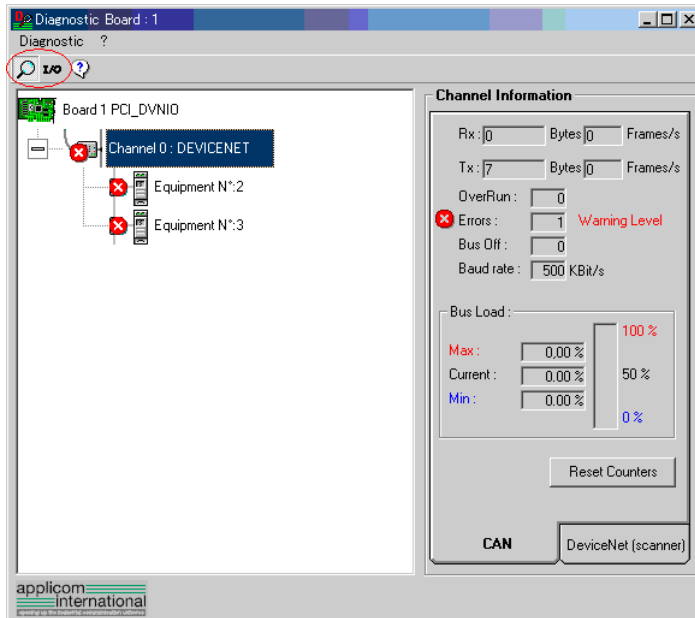 Diagnostic Board : 1
Diagnostic ?
I/O
Board 1 PCI_DVNIO
Channel 0 : DEVICENET
Equipment N°:2
Equipment N°:3
Channel Information
Rx : 0 Bytes 0 Frames/s
Tx : 7 Bytes 0 Frames/s
OverRun : 0
Errors : 1 Warning Level
Bus Off : 0
Baud rate : 500 KBit/s
Bus Load :
100 %
Max : 0,00 %
Current : 0.00 % 50 %
Min : 0.00 %
0 %
Reset Counters
CAN DeviceNet (scanner)
applicom
international